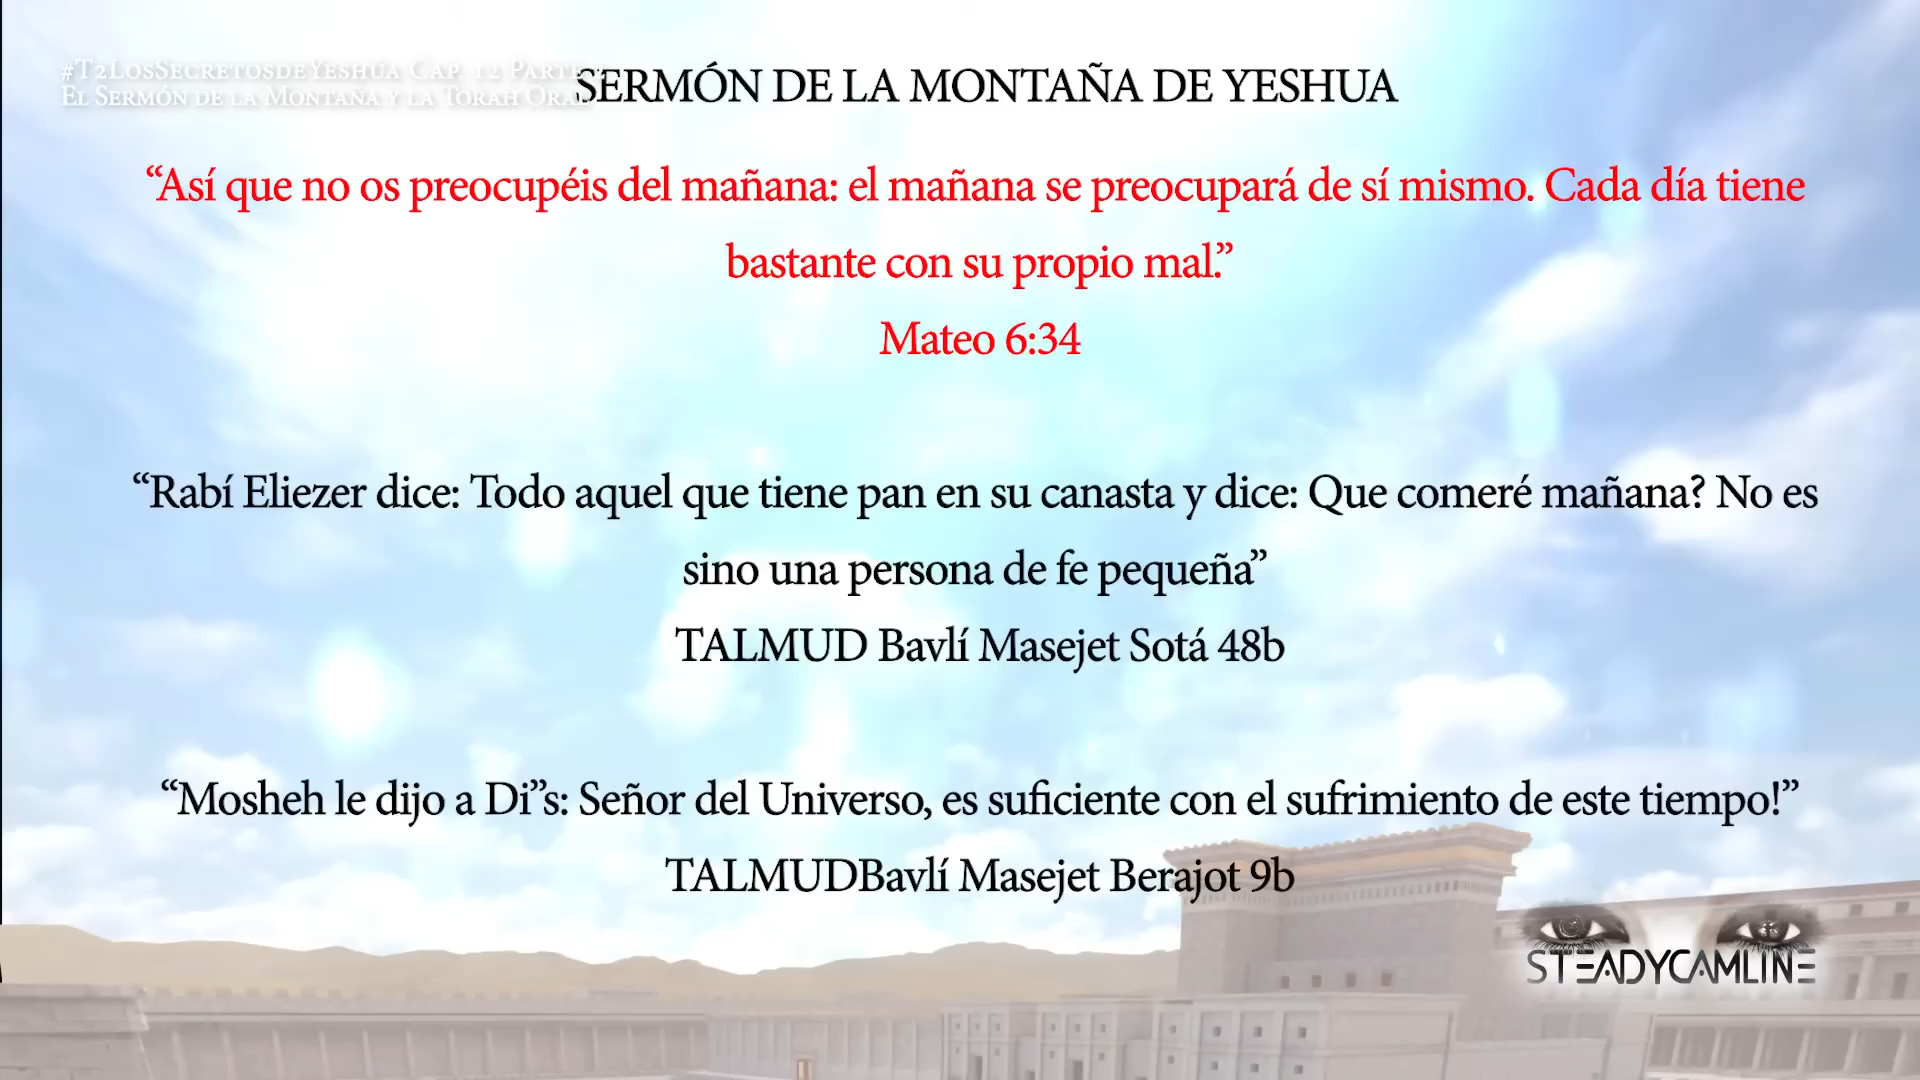 #T2LosSecretosdeYeshúa Cap. 12 Parte
El Sermón de la Montaña y la Torah Oral
SERMÓN DE LA MONTAÑA DE YESHUA
“Así que no os preocupéis del mañana: el mañana se preocupará de sí mismo. Cada día tiene
bastante con su propio mal.”
Mateo 6:34
“Rabí Eliezer dice: Todo aquel que tiene pan en su canasta y dice: Que comeré mañana? No es
sino una persona de fe pequeña”
TALMUD Bavlí Masejet Sotá 48b
“Mosheh le dijo a Di”s: Señor del Universo, es suficiente con el sufrimiento de este tiempo!”
TALMUDBavlí Masejet Berajot 9b
STEADYCAMLINE